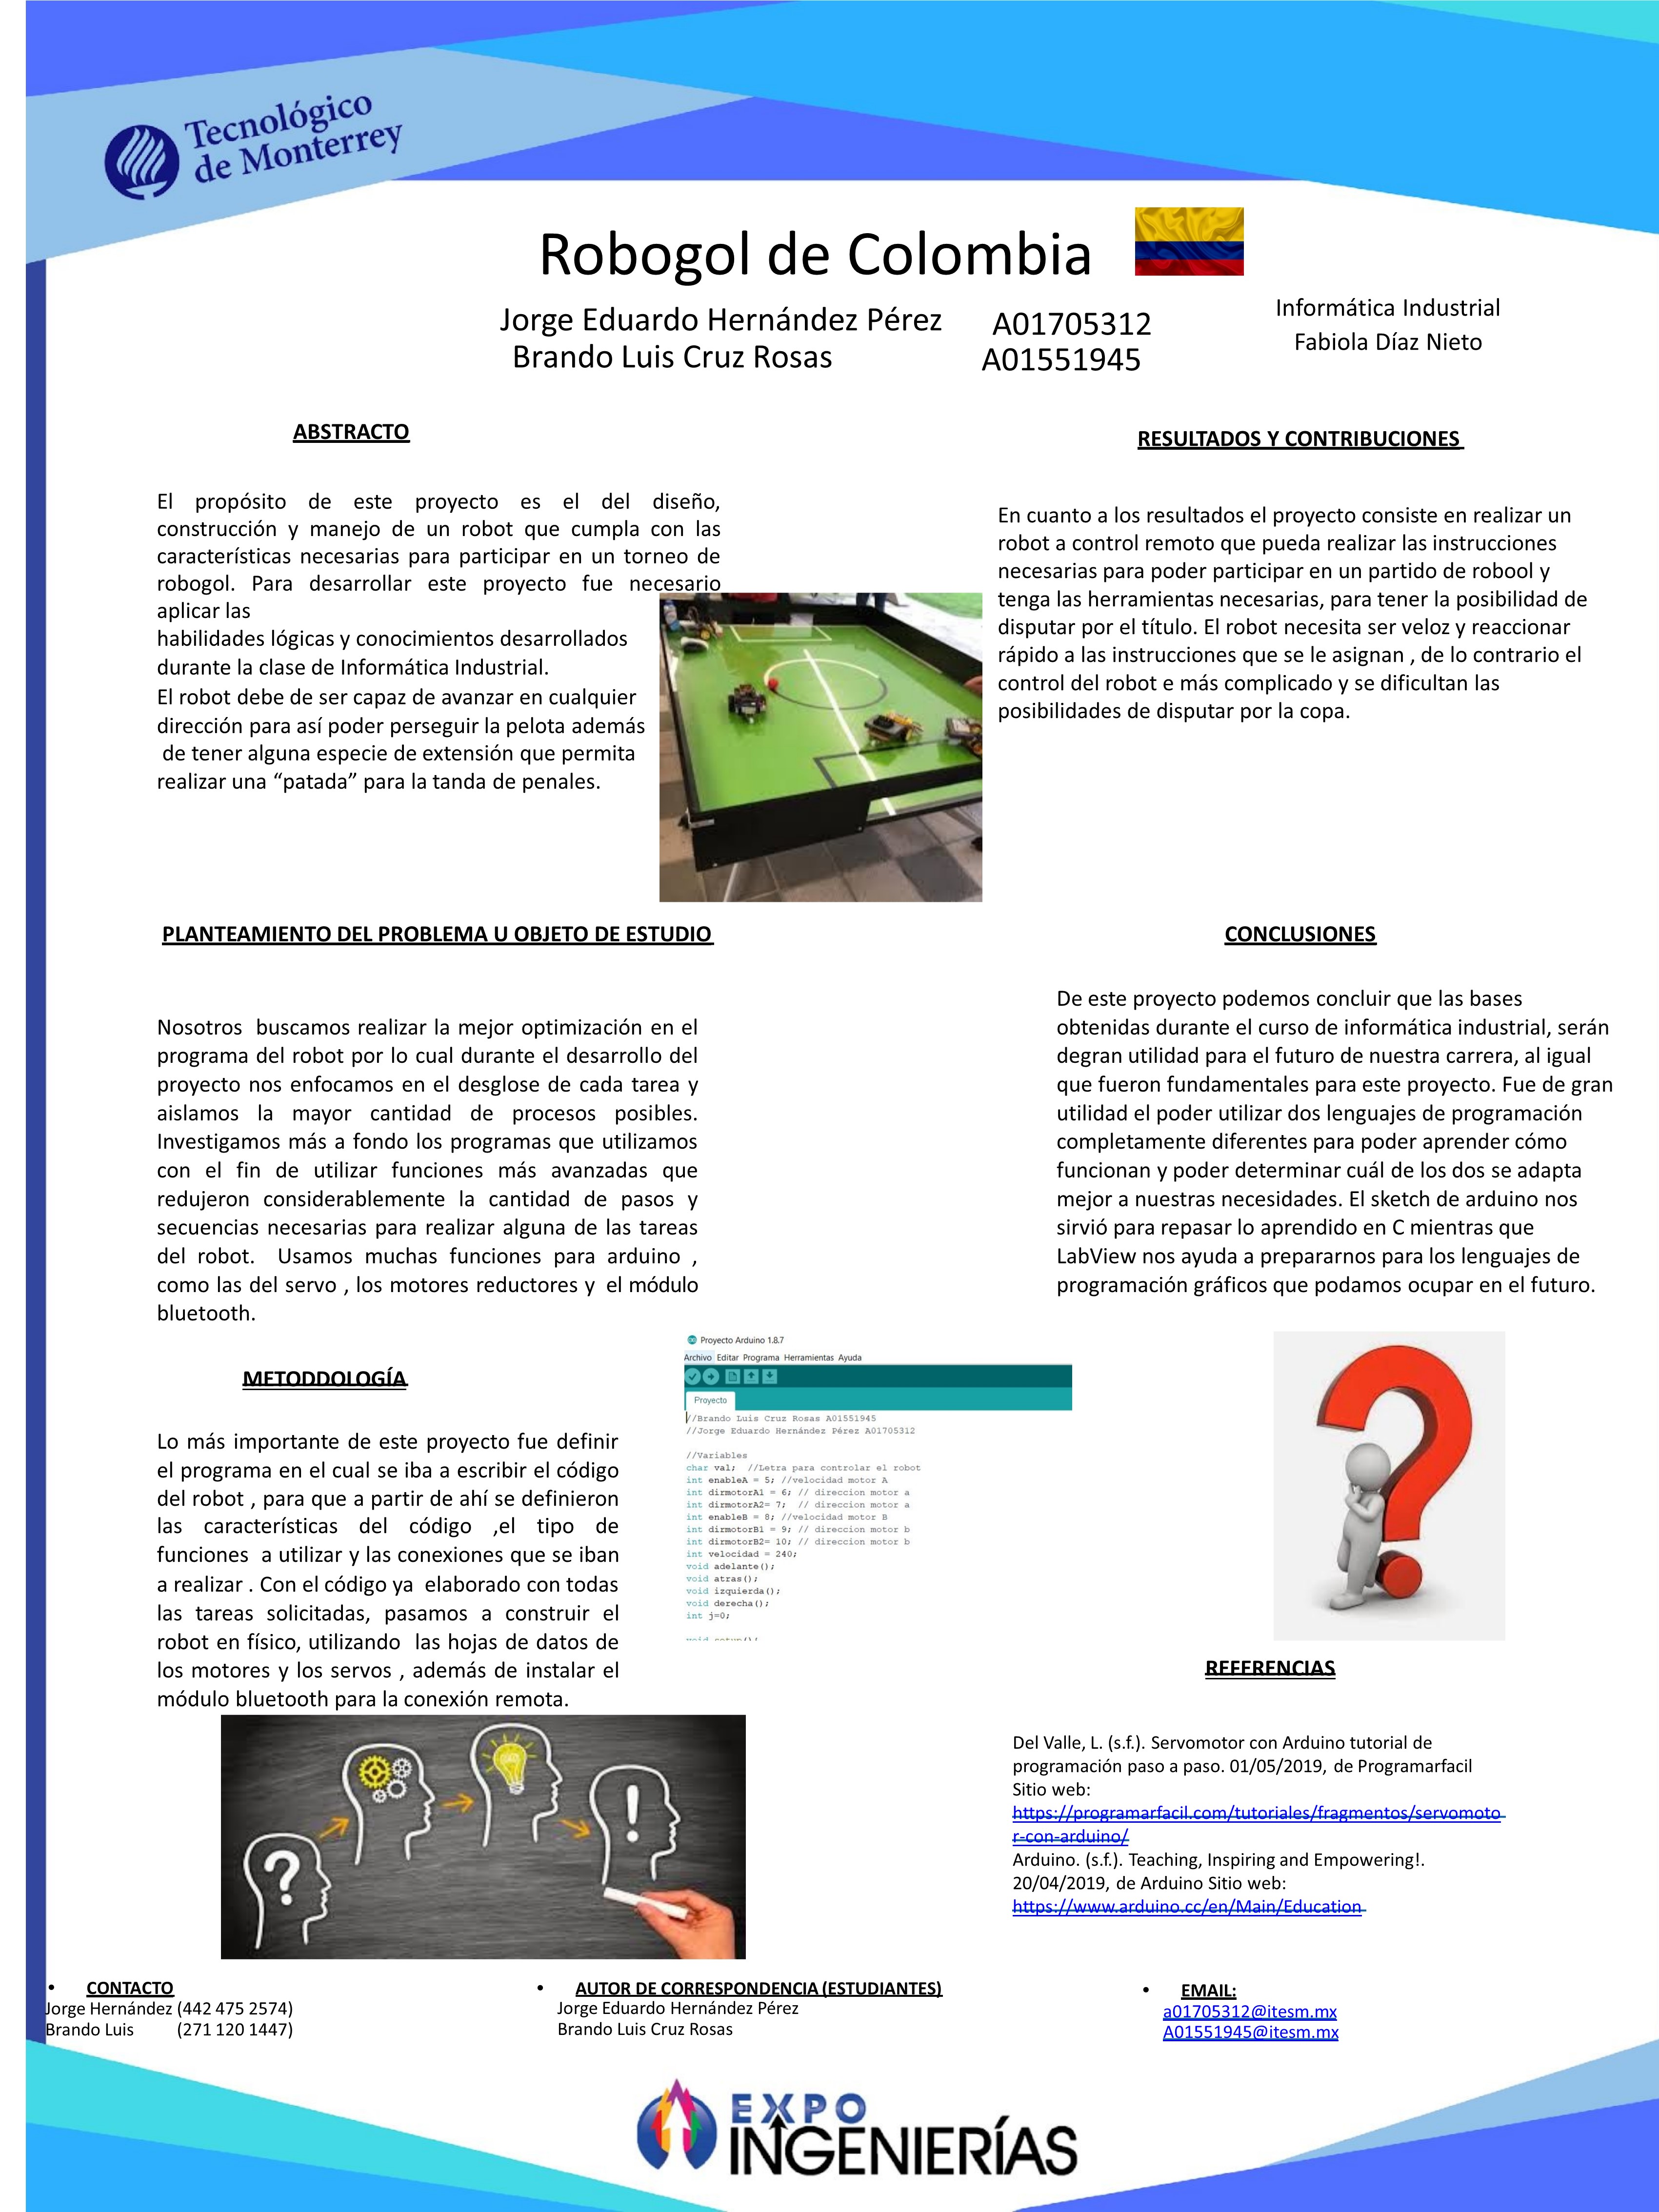 Tecnológico
de Monterrey
Robogol de Colombia
Jorge Eduardo Hernández Pérez A01705312
Brando Luis Cruz Rosas A01551945
Informática Industrial
Fabiola Díaz Nieto
ABSTRACTO
El propósito de este proyecto es el del diseño,
construcción y manejo de un robot que cumpla con las
características necesarias para participar en un torneo de
robogol. Para desarrollar este proyecto fue necesario
aplicar las
habilidades lógicas y conocimientos desarrollados
durante la clase de Informática Industrial.
El robot debe de ser capaz de avanzar en cualquier
dirección para así poder perseguir la pelota además
de tener alguna especie de extensión que permita
realizar una “patada” para la tanda de penales.
PLANTEAMIENTO DEL PROBLEMA U OBJETO DE ESTUDIO
Nosotros buscamos realizar la mejor optimización en el
programa del robot por lo cual durante el desarrollo del
proyecto nos enfocamos en el desglose de cada tarea y
aislamos la mayor cantidad de procesos posibles.
Investigamos más a fondo los programas que utilizamos
con el fin de utilizar funciones más avanzadas que
redujeron considerablemente la cantidad de pasos y
secuencias necesarias para realizar alguna de las tareas
del robot. Usamos muchas funciones para arduino ,
como las del servo , los motores reductores y el módulo
bluetooth.
METODDOLOGÍA
Lo más importante de este proyecto fue definir
el programa en el cual se iba a escribir el código
del robot , para que a partir de ahí se definieron
las características del código ,el tipo de
funciones a utilizar y las conexiones que se iban
a realizar . Con el código ya elaborado con todas
las tareas solicitadas, pasamos a construir el
robot en físico, utilizando las hojas de datos de
los motores y los servos , además de instalar el
módulo bluetooth para la conexión remota.
Proyecto Arduino 1.8.7
Archivo Editar Programa Herramientas Ayuda
Proyecto
//Brando Luis Cruz Rosas A01551945
//Jorge Eduardo Hernández Pérez A01705312
//Variables
char val; //Letra para controlar el robot
int enableA = 5; //velocidad motor A
int dirmotorA1 = 6; // direccion motor a
int dirmotorA2= 7; // direccion motor a
int enableB = 8; //velocidad motor B
int dirmotorB1 = 9; // direccion motor b
int dirmotorB2= 10; // direccion motor b
int velocidad = 240;
void adelante();
void atras();
void izquierda();
void derecha();
int j=0;
void setup(){
RESULTADOS Y CONTRIBUCIONES
En cuanto a los resultados el proyecto consiste en realizar un
robot a control remoto que pueda realizar las instrucciones
necesarias para poder participar en un partido de robool y
tenga las herramientas necesarias, para tener la posibilidad de
disputar por el título. El robot necesita ser veloz y reaccionar
rápido a las instrucciones que se le asignan , de lo contrario el
control del robot e más complicado y se dificultan las
posibilidades de disputar por la copa.
CONCLUSIONES
De este proyecto podemos concluir que las bases
obtenidas durante el curso de informática industrial, serán
degran utilidad para el futuro de nuestra carrera, al igual
que fueron fundamentales para este proyecto. Fue de gran
utilidad el poder utilizar dos lenguajes de programación
completamente diferentes para poder aprender cómo
funcionan y poder determinar cuál de los dos se adapta
mejor a nuestras necesidades. El sketch de arduino nos
sirvió para repasar lo aprendido en C mientras que
LabView nos ayuda a prepararnos para los lenguajes de
programación gráficos que podamos ocupar en el futuro.
REFERENCIAS
Del Valle, L. (s.f.). Servomotor con Arduino tutorial de
programación paso a paso. 01/05/2019, de Programarfacil
Sitio web:
https://programarfacil.com/tutoriales/fragmentos/servomoto
r-con-arduino/
Arduino. (s.f.). Teaching, Inspiring and Empowering!.
20/04/2019, de Arduino Sitio web:
https://www.arduino.cc/en/Main/Education
• CONTACTO
Jorge Hernández (442 475 2574)
Brando Luis (271 120 1447)
• AUTOR DE CORRESPONDENCIA (ESTUDIANTES)
Jorge Eduardo Hernández Pérez
Brando Luis Cruz Rosas
• EMAIL:
a01705312@itesm.mx
A01551945@itesm.mx
EXPO
INGENIERÍAS